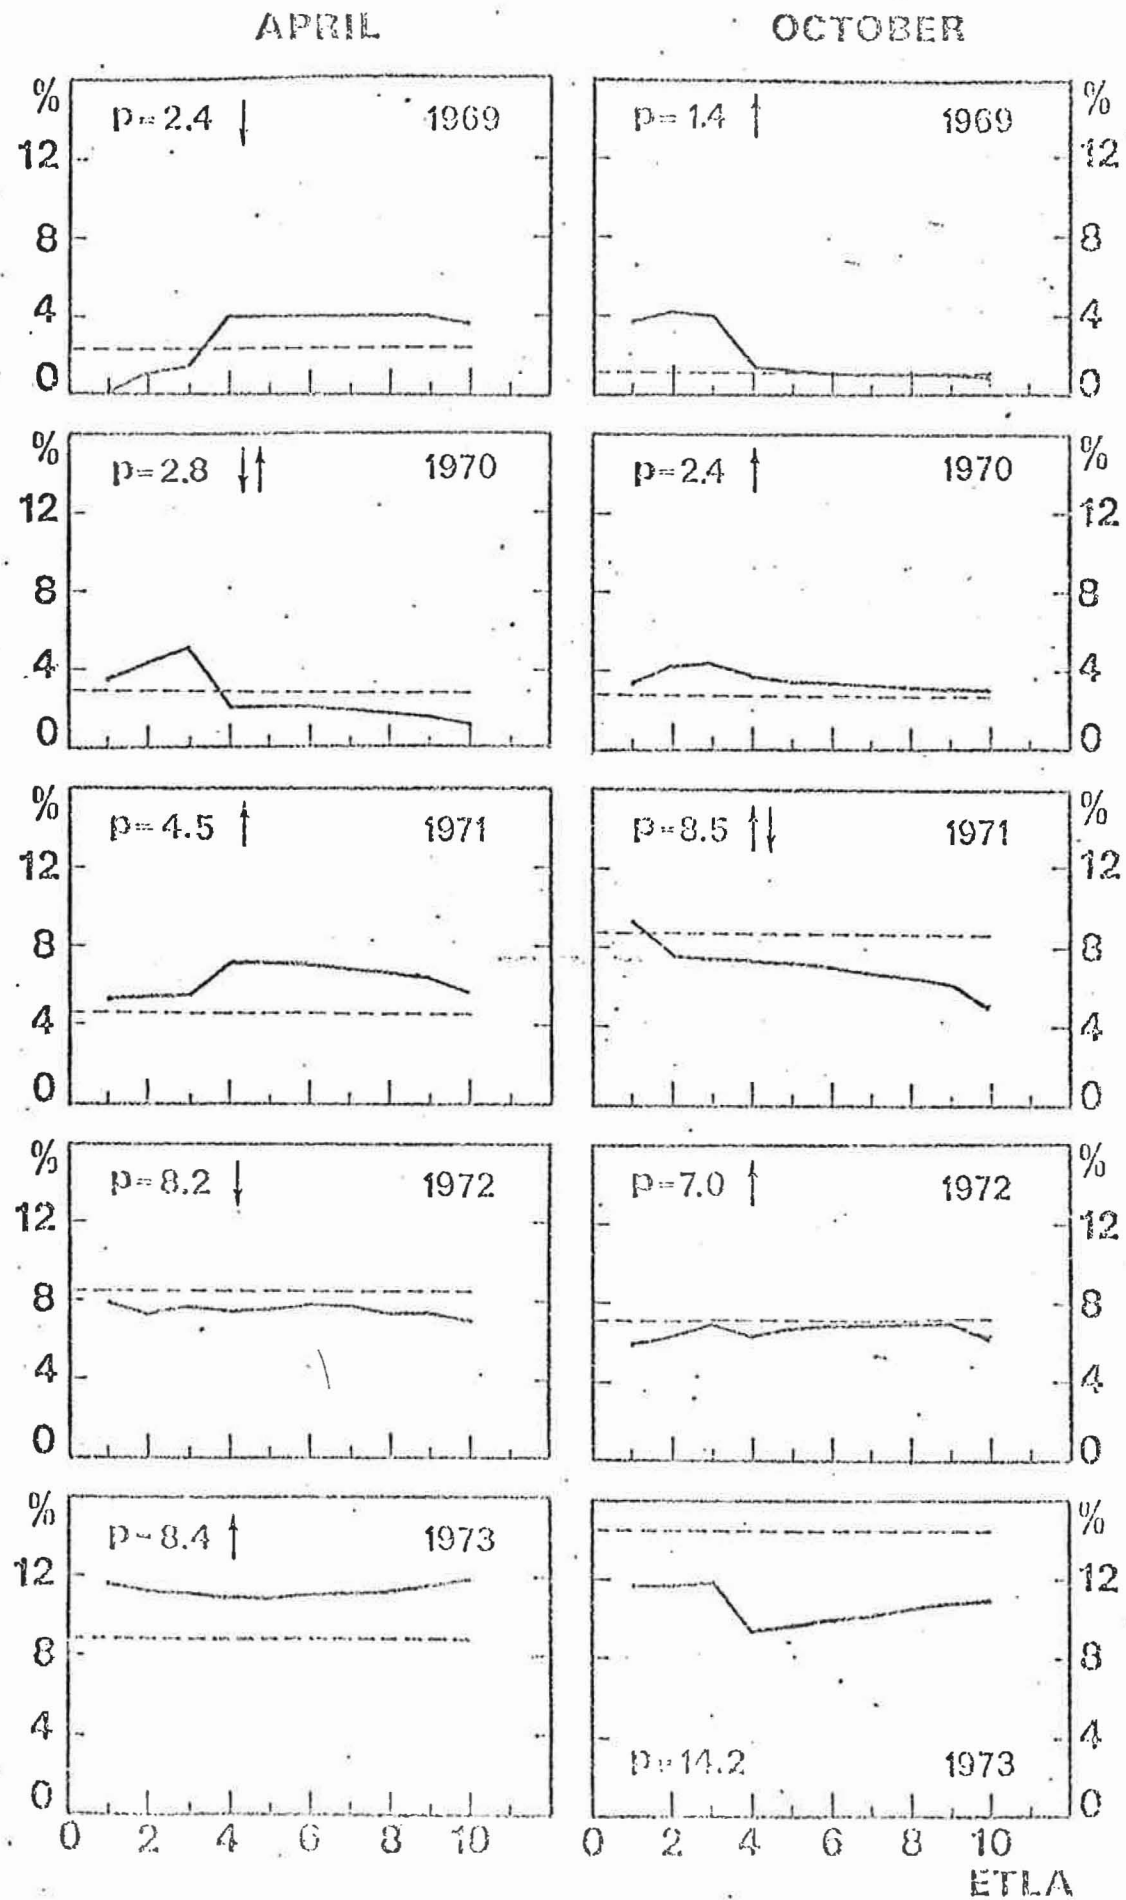 APRIL OCTOBER
% p=2.4 ↓ 1969 p=1.4 ↑ 1969 %
12 12
8 8
4 4
0 0
% p=2.8 ↓↑ 1970 p=2.4 ↑ 1970 %
12 12
8 8
4 4
0 0
% p=4.5 ↑ 1971 p=8.5 ↑↓ 1971 %
12 12
8 8
4 4
0 0
% p=8.2 ↓ 1972 p=7.0 ↑ 1972 %
12 12
8 8
4 4
0 0
% p=8.4 ↑ 1973 %
12 12
8 8
4 4
p=14.2 1973
0 0
0 2 4 6 8 10 0 2 4 6 8 10
ETLA